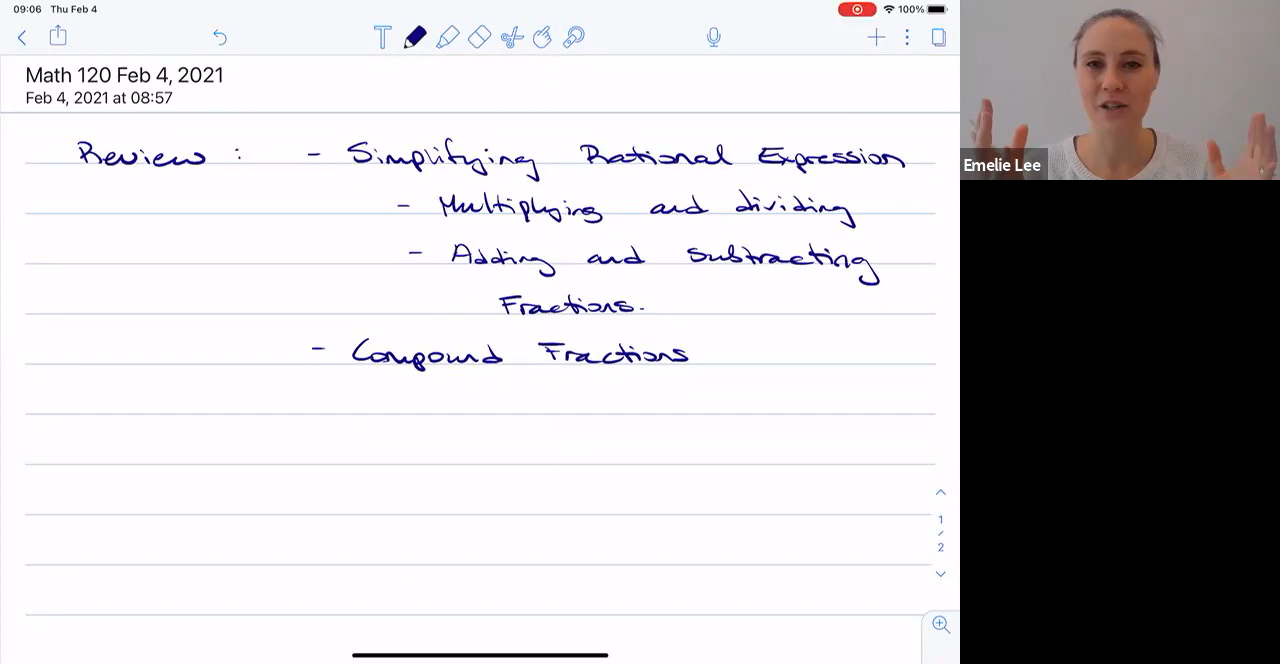 09:06 Thu Feb 4
100%
Math 120 Feb 4, 2021
Feb 4, 2021 at 08:57
Review : - Simplifying Rational Expression
- Multiplying and dividing
- Adding and Subtracting
Fractions.
- Compound Fractions
Emelie Lee
1
/
2